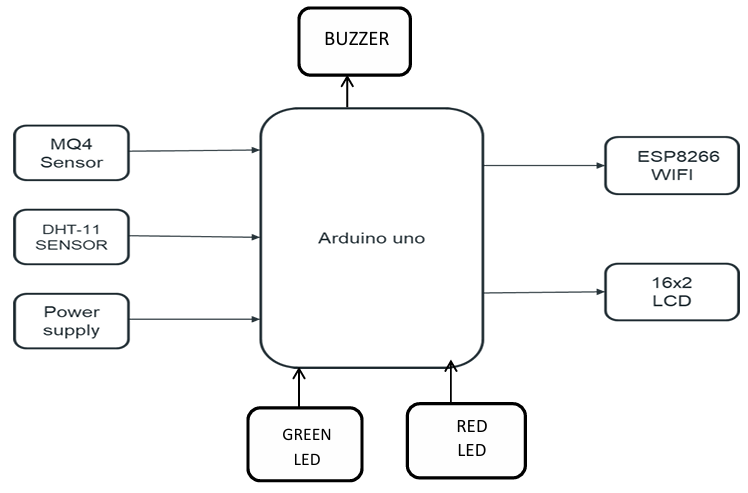 BUZZER
MQ4
Sensor
ESP8266
WIFI
DHT-11
SENSOR
Arduino uno
16x2
LCD
Power
supply
GREEN
LED
RED
LED